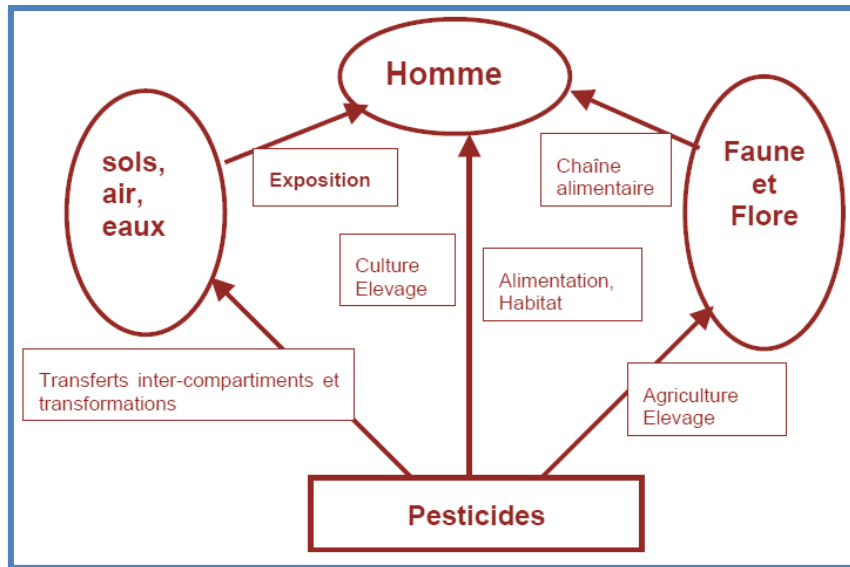 Homme
sols,
air,
eaux
Exposition
Chaîne
alimentaire
Faune
et
Flore
Culture
Elevage
Alimentation,
Habitat
Transferts inter-compartiments et
transformations
Agriculture
Elevage
Pesticides